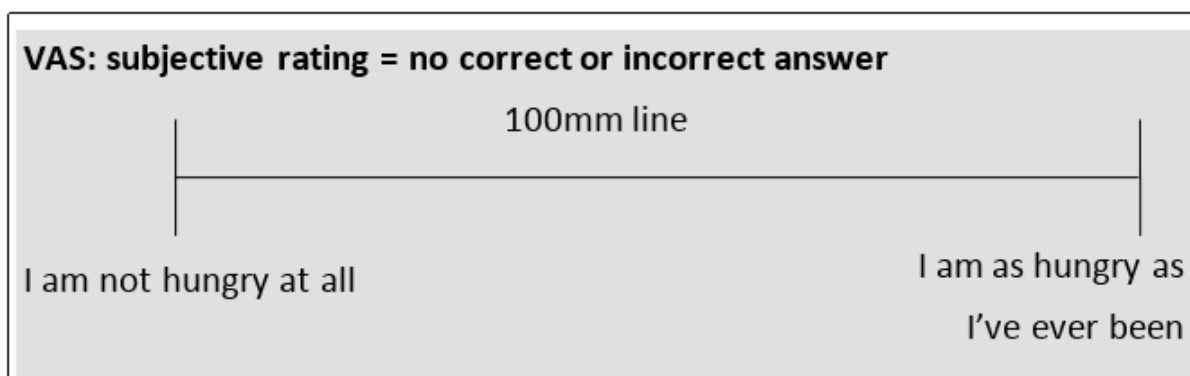 VAS: subjective rating = no correct or incorrect answer
100mm line
I am not hungry at all
I am as hungry as
I’ve ever been